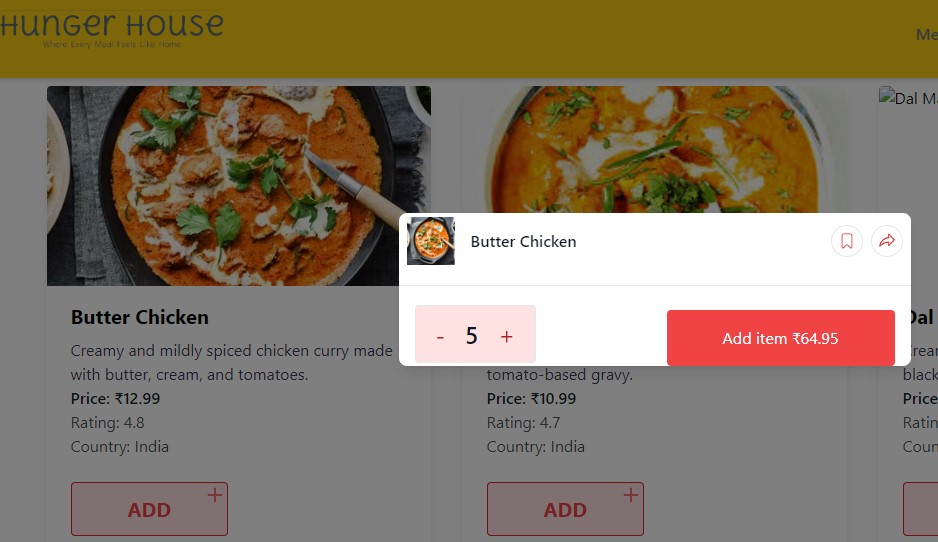 Hunger House
Where Every Meal Feels Like Home
Me
Dal Ma
Butter Chicken
- 5 +
Add item ₹64.95
Butter Chicken
Creamy and mildly spiced chicken curry made
with butter, cream, and tomatoes.
Price: ₹12.99
Rating: 4.8
Country: India
ADD +
tomato-based gravy.
Price: ₹10.99
Rating: 4.7
Country: India
ADD +
Dal
black
Price
Ratin
Coun